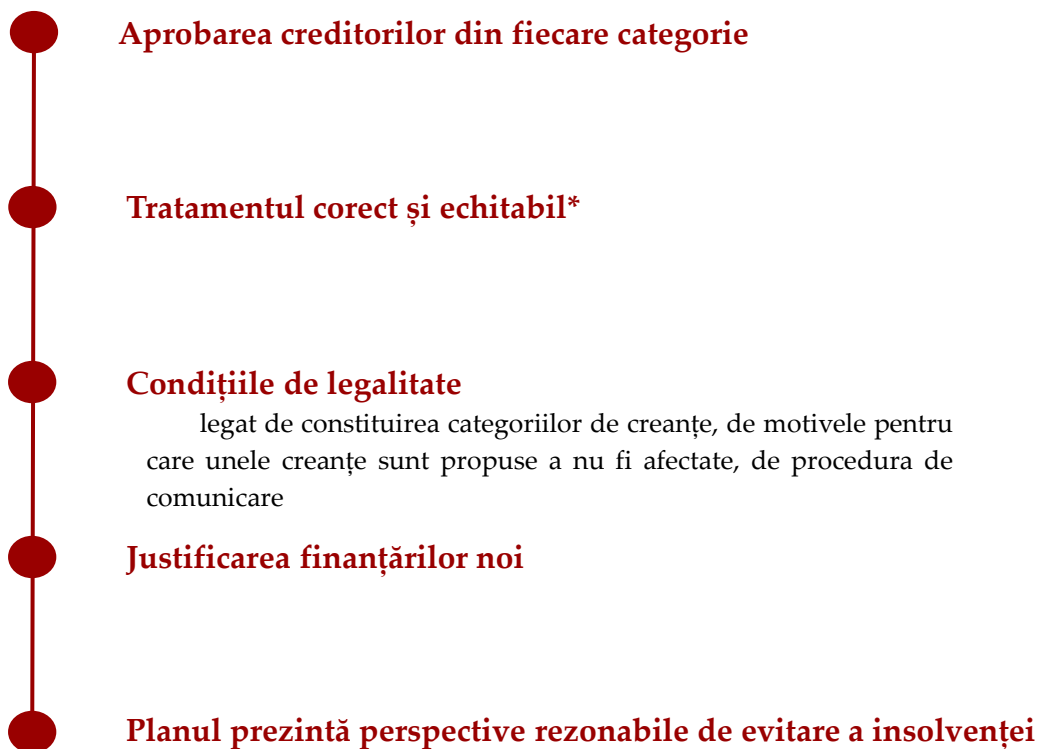 Aprobarea creditorilor din fiecare categorie
Tratamentul corect și echitabil*
Condițiile de legalitate
legat de constituirea categoriilor de creanțe, de motivele pentru
care unele creanțe sunt propuse a nu fi afectate, de procedura de
comunicare
Justificarea finanțărilor noi
Planul prezintă perspective rezonabile de evitare a insolvenței